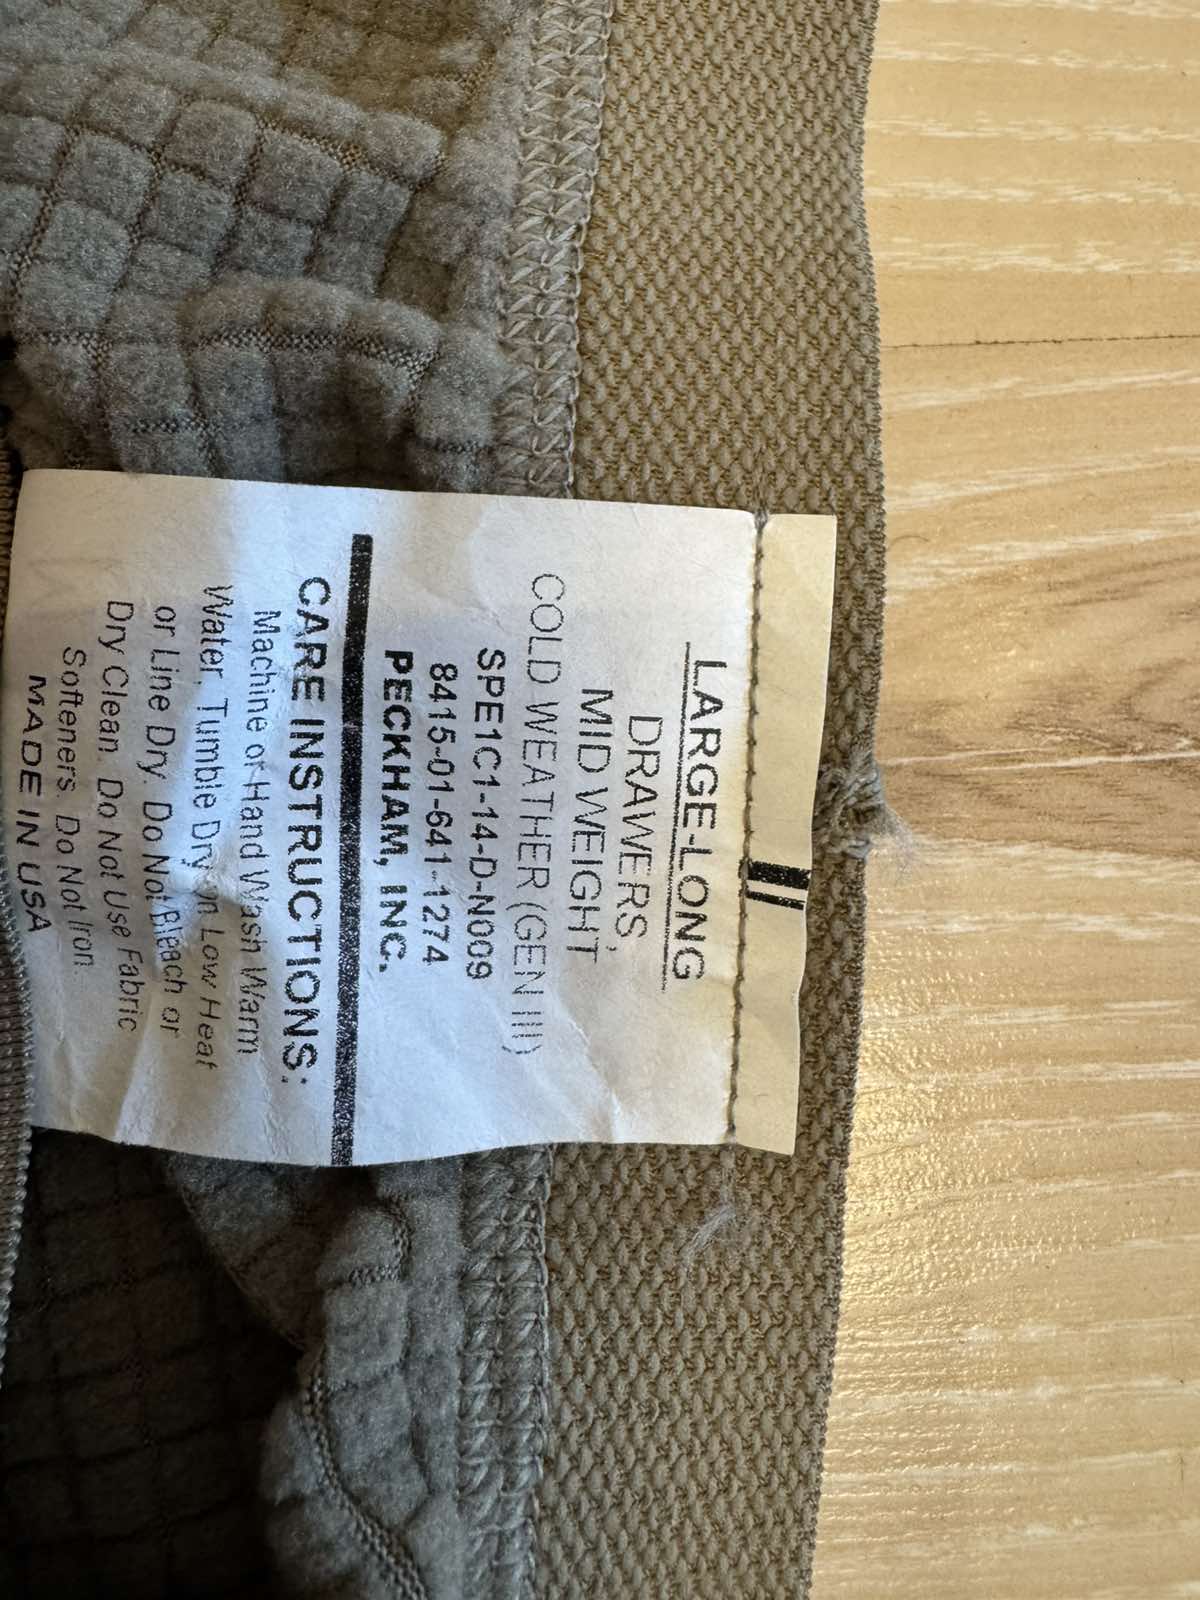 LARGE-LONG
DRAWERS,
MID WEIGHT
COLD WEATHER (GEN III)
SPE1C1-14-D-N009
8415-01-641-1274
PECKHAM, INC.
CARE INSTRUCTIONS:
Machine or Hand Wash Warm
Water, Tumble Dry on Low Heat
or Line Dry. Do Not Bleach or
Dry Clean. Do Not Use Fabric
Softeners. Do Not Iron
MADE IN USA